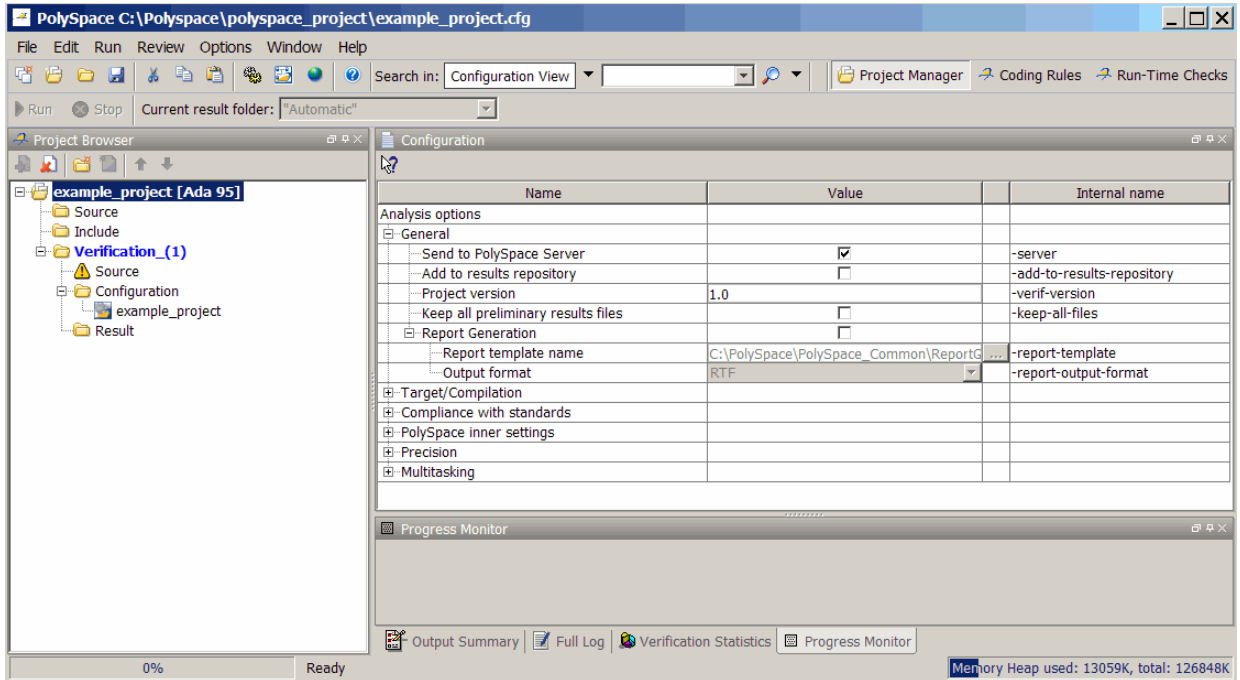 PolySpace C:\Polyspace\polyspace_project\example_project.cfg
File Edit Run Review Options Window Help
Search in: Configuration View Project Manager Coding Rules Run-Time Checks
Run Stop Current result folder: "Automatic"
Project Browser
example_project [Ada 95]
Source
Include
Verification_(1)
Source
Configuration
example_project
Result
Configuration
Name Value Internal name
Analysis options
General
Send to PolySpace Server -server
Add to results repository -add-to-results-repository
Project version 1.0 -verif-version
Keep all preliminary results files -keep-all-files
Report Generation
Report template name C:\PolySpace\PolySpace_Common\ReportG ... -report-template
Output format RTF -report-output-format
Target/Compilation
Compliance with standards
PolySpace inner settings
Precision
Multitasking
Progress Monitor
Output Summary Full Log Verification Statistics Progress Monitor
0% Ready Memory Heap used: 13059K, total: 126848K